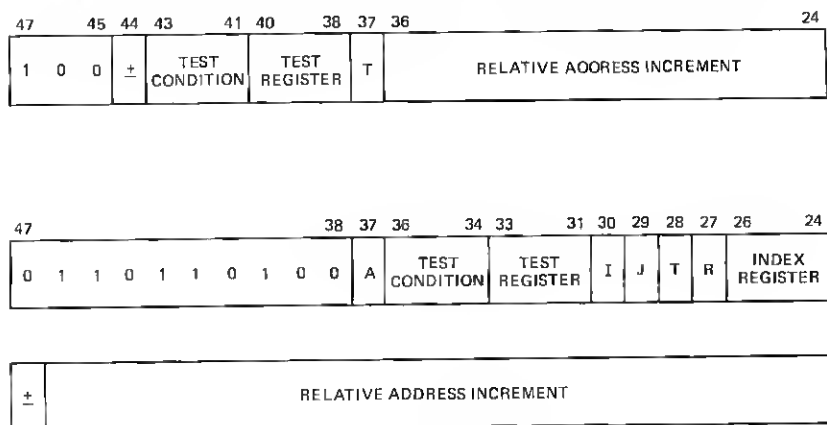 47 45 44 43 41 40 38 37 36 24
1 0 0 ± TEST CONDITION TEST REGISTER T RELATIVE AOORESS INCREMENT
47 38 37 36 34 33 31 30 29 28 27 26 24
0 1 1 0 1 1 0 1 0 0 A TEST CONDITION TEST REGISTER I J T R INDEX REGISTER
± RELATIVE ADDRESS INCREMENT